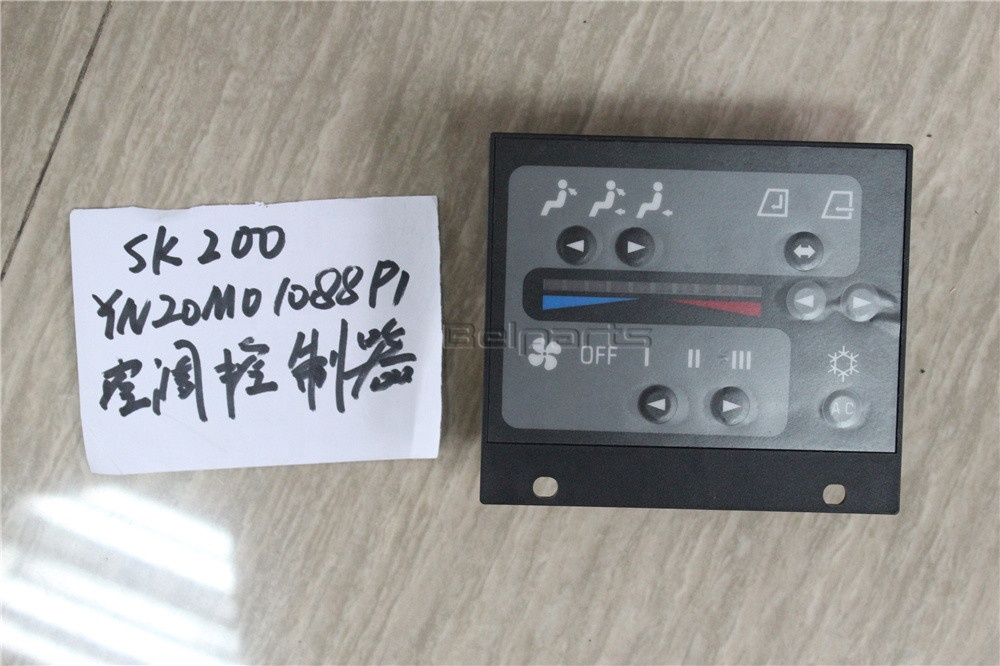 SK200
YN20M01088P1
空调控制器
Belparts
OFF I II III
AC